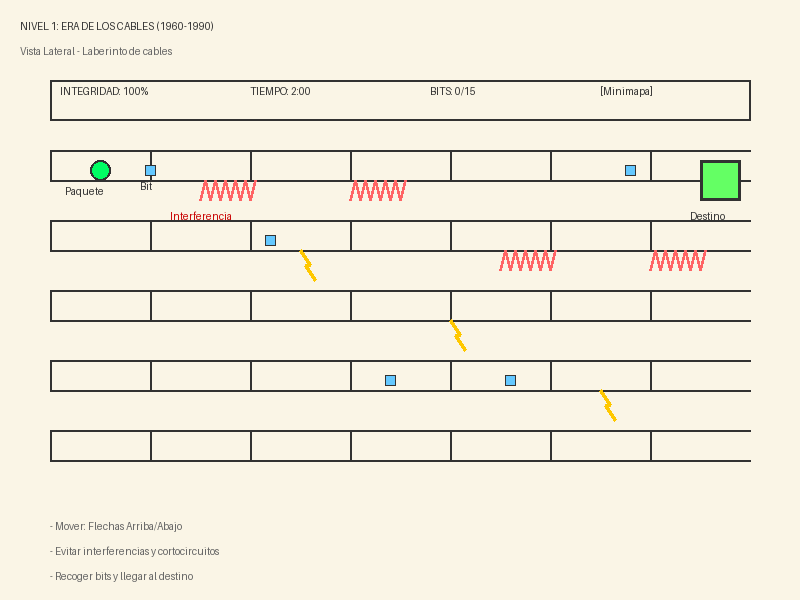 NIVEL 1: ERA DE LOS CABLES (1960-1990)
Vista Lateral - Laberinto de cables
INTEGRIDAD: 100% TIEMPO: 2:00 BITS: 0/15 [Minimapa]
Paquete Bit
Interferencia Destino
- Mover: Flechas Arriba/Abajo
- Evitar interferencias y cortocircuitos
- Recoger bits y llegar al destino